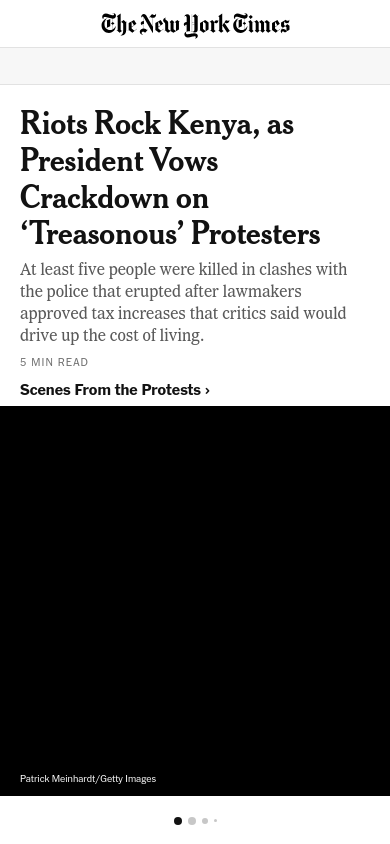 The New York Times
Riots Rock Kenya, as
President Vows
Crackdown on
‘Treasonous’ Protesters
At least five people were killed in clashes with
the police that erupted after lawmakers
approved tax increases that critics said would
drive up the cost of living.
5 MIN READ
Scenes From the Protests ›
Patrick Meinhardt/Getty Images